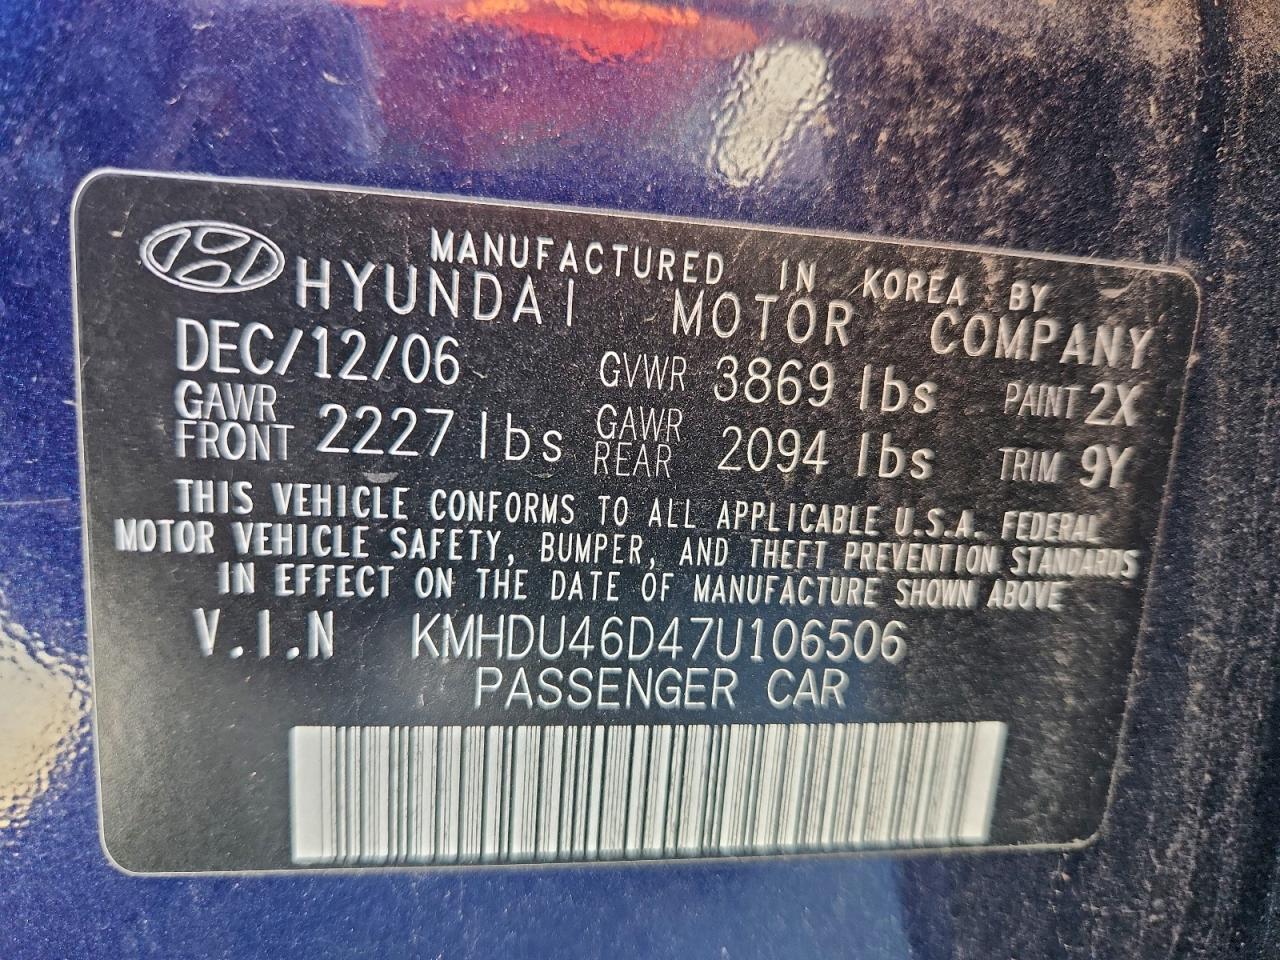 MANUFACTURED IN KOREA BY
HYUNDAI MOTOR COMPANY
DEC/12/06 GVWR 3869 lbs PAINT 2X
GAWR FRONT 2227 lbs GAWR REAR 2094 lbs TRIM 9Y
THIS VEHICLE CONFORMS TO ALL APPLICABLE U.S.A. FEDERAL
MOTOR VEHICLE SAFETY, BUMPER, AND THEFT PREVENTION STANDARDS
IN EFFECT ON THE DATE OF MANUFACTURE SHOWN ABOVE
V.I.N KMHDU46D47U106506
PASSENGER CAR